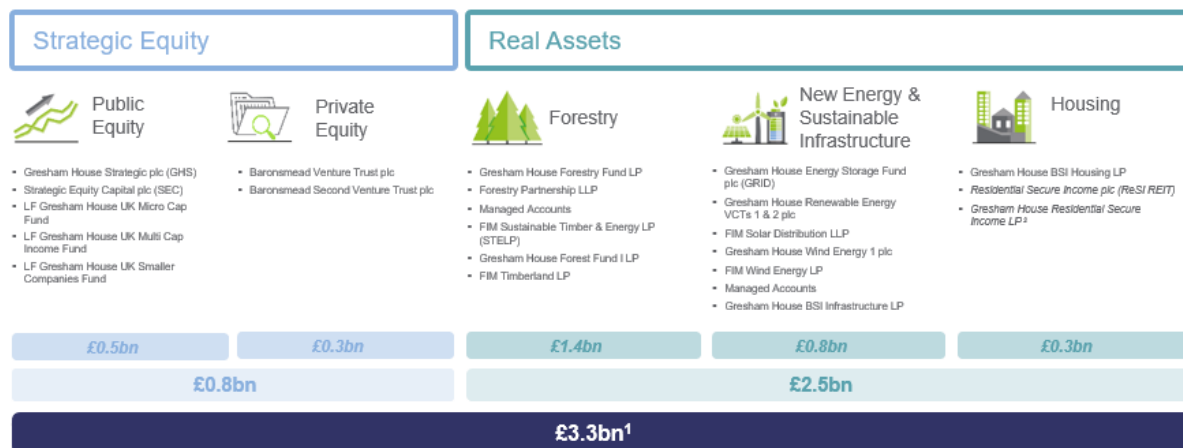 Strategic Equity
Real Assets
Public
Equity
Private
Equity
Forestry
New Energy &
Sustainable
Infrastructure
Housing
▪ Gresham House Strategic plc (GHS)
▪ Strategic Equity Capital plc (SEC)
▪ LF Gresham House UK Micro Cap
Fund
▪ LF Gresham House UK Multi Cap
Income Fund
▪ LF Gresham House UK Smaller
Companies Fund
▪ Baronsmead Venture Trust plc
▪ Baronsmead Second Venture Trust plc
▪ Gresham House Forestry Fund LP
▪ Forestry Partnership LLP
▪ Managed Accounts
▪ FIM Sustainable Timber & Energy LP
(STELP)
▪ Gresham House Forest Fund I LP
▪ FIM Timberland LP
▪ Gresham House Energy Storage Fund
plc (GRID)
▪ Gresham House Renewable Energy
VCTs 1 & 2 plc
▪ FIM Solar Distribution LLP
▪ Gresham House Wind Energy 1 plc
▪ FIM Wind Energy LP
▪ Managed Accounts
▪ Gresham House BSI Infrastructure LP
▪ Gresham House BSI Housing LP
▪ Residential Secure Income plc (ReSI REIT)
▪ Gresham House Residential Secure
Income LP
£0.5bn
£0.3bn
£1.4bn
£0.8bn
£0.3bn
£0.8bn
£2.5bn
£3.3bn¹